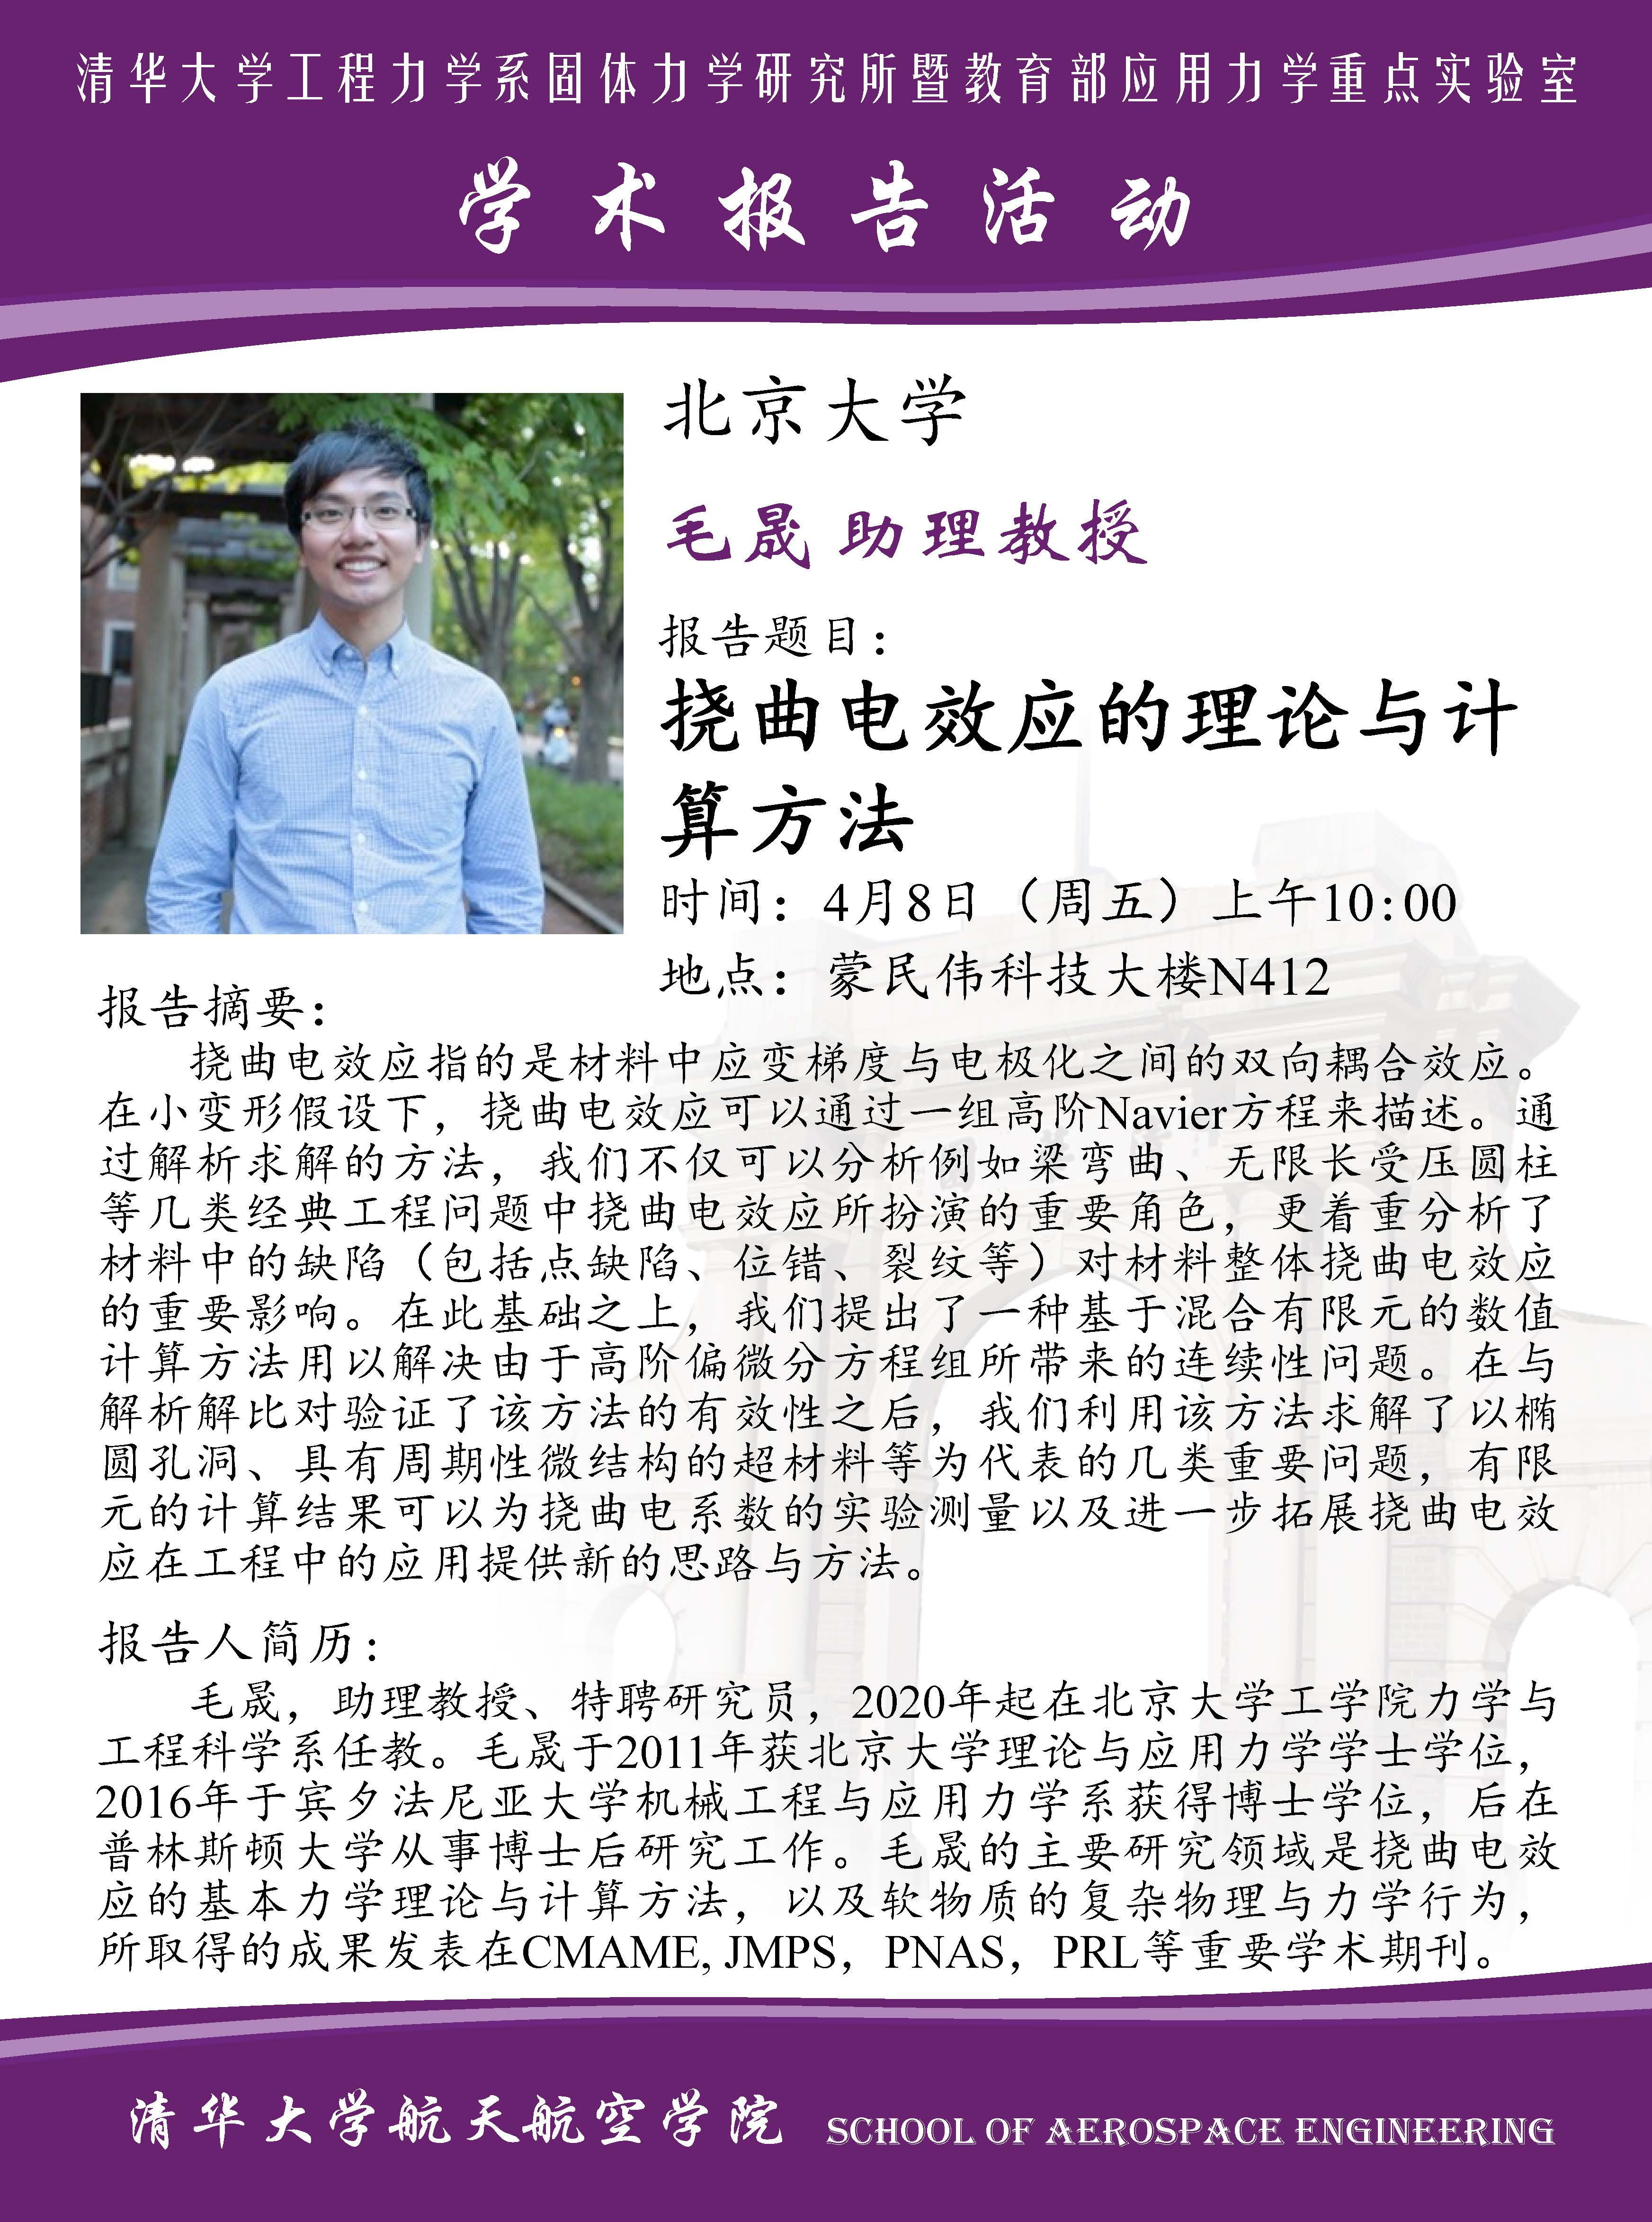 清华大学工程力学系固体力学研究所暨教育部应用力学重点实验室
学术报告活动
北京大学
毛晟 助理教授
报告题目：
挠曲电效应的理论与计
算方法
时间：4月8日（周五）上午10:00
地点：蒙民伟科技大楼N412
报告摘要：
挠曲电效应指的是材料中应变梯度与电极化之间的双向耦合效应。
在小变形假设下，挠曲电效应可以通过一组高阶Navier方程来描述。通
过解析求解的方法，我们不仅可以分析例如梁弯曲、无限长受压圆柱
等几类经典工程问题中挠曲电效应所扮演的重要角色，更着重分析了
材料中的缺陷（包括点缺陷、位错、裂纹等）对材料整体挠曲电效应
的重要影响。在此基础之上，我们提出了一种基于混合有限元的数值
计算方法用以解决由于高阶偏微分方程组所带来的连续性问题。在与
解析解比对验证了该方法的有效性之后，我们利用该方法求解了以椭
圆孔洞、具有周期性微结构的超材料等为代表的几类重要问题，有限
元的计算结果可以为挠曲电系数的实验测量以及进一步拓展挠曲电效
应在工程中的应用提供新的思路与方法。
报告人简历：
毛晟，助理教授、特聘研究员，2020年起在北京大学工学院力学与
工程科学系任教。毛晟于2011年获北京大学理论与应用力学学士学位，
2016年于宾夕法尼亚大学机械工程与应用力学系获得博士学位，后在
普林斯顿大学从事博士后研究工作。毛晟的主要研究领域是挠曲电效
应的基本力学理论与计算方法，以及软物质的复杂物理与力学行为，
所取得的成果发表在CMAME, JMPS，PNAS，PRL等重要学术期刊。
清华大学航天航空学院 SCHOOL OF AEROSPACE ENGINEERING